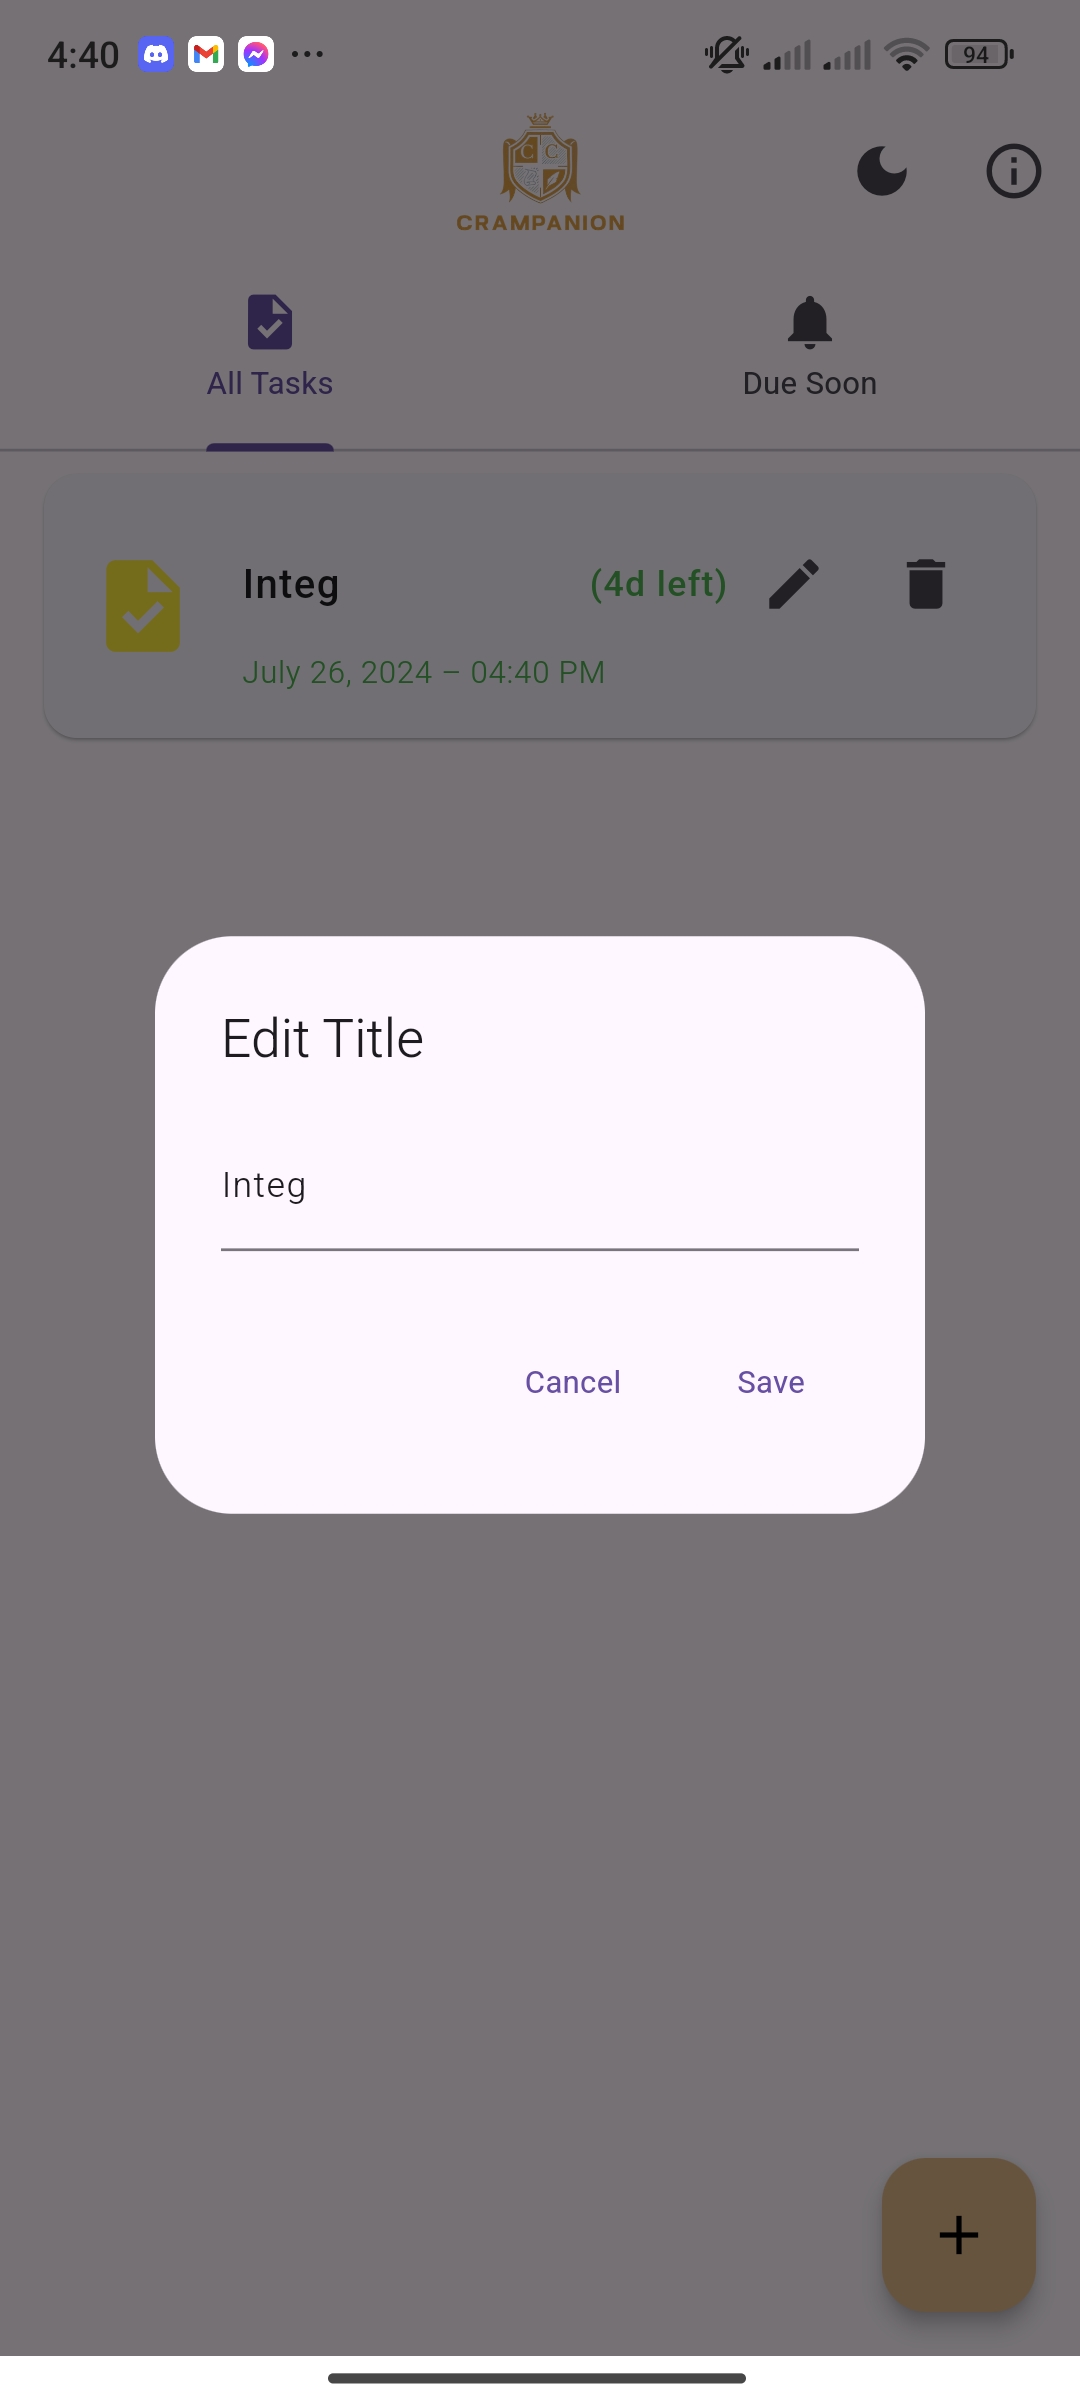 4:40
94
C C
CRAMPANION
All Tasks
Due Soon
Integ
(4d left)
July 26, 2024 – 04:40 PM
Edit Title
Integ
Cancel
Save